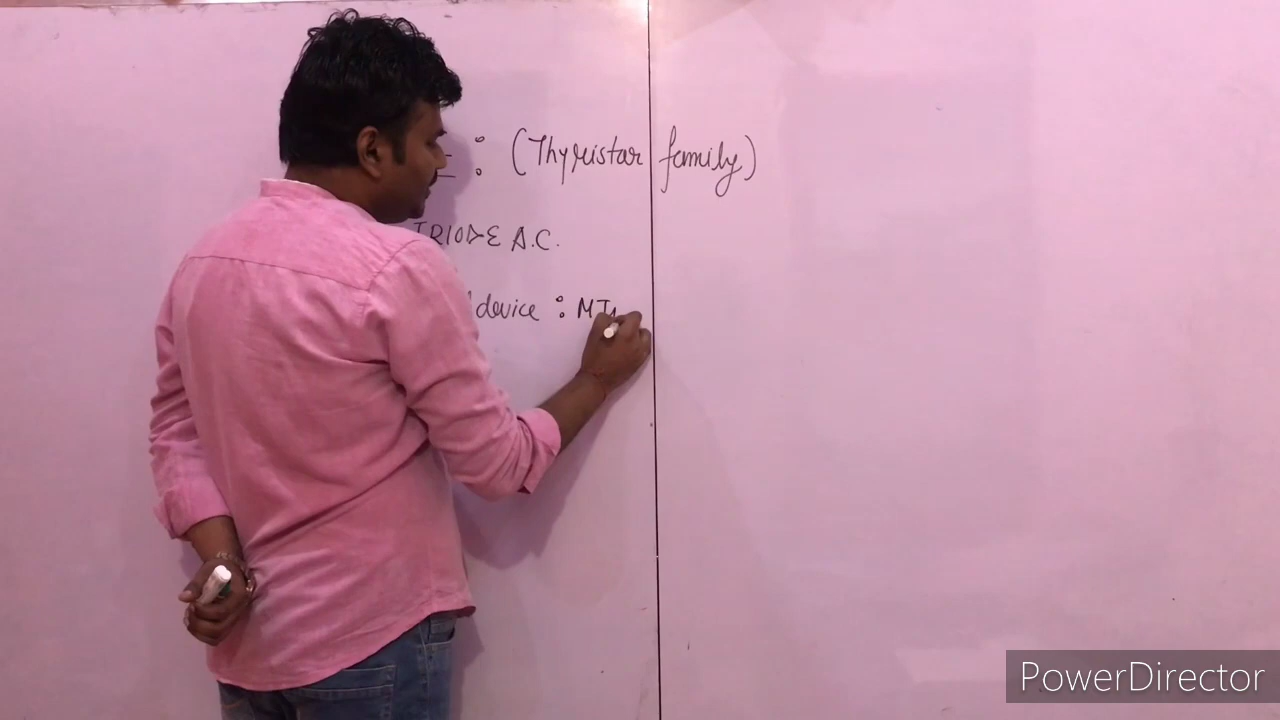 : (Thyristar family)
TRIODE A.C.
device : MT1
PowerDirector